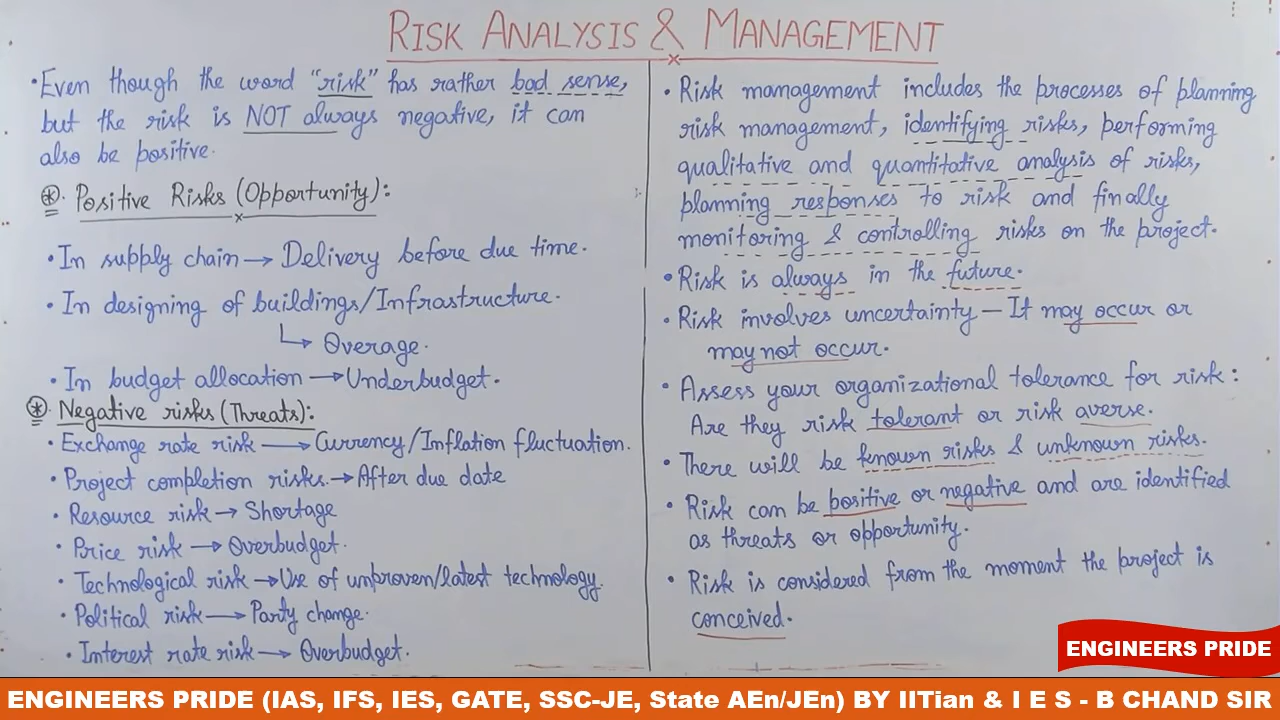 RISK ANALYSIS & MANAGEMENT
• Even though the word "risk" has rather bad sense,
but the risk is NOT always negative, it can
also be positive.
⊛. Positive Risks (Opportunity):
• In supply chain → Delivery before due time.
• In designing of buildings/Infrastructure.
↳ Overage.
• In budget allocation → Underbudget.
⊛. Negative risks (Threats):
• Exchange rate risk → Currency/Inflation fluctuation.
• Project completion risks. → After due date
• Resource risk → Shortage
• Price risk → Overbudget.
• Technological risk → Use of unproven/latest technology.
• Political risk → Party change.
• Interest rate risk → Overbudget.
• Risk management includes the processes of planning
risk management, identifying risks, performing
qualitative and quantitative analysis of risks,
planning responses to risk and finally
monitoring & controlling risks on the project.
• Risk is always in the future.
• Risk involves uncertainty – It may occur or
may not occur.
• Assess your organizational tolerance for risk:
Are they risk tolerant or risk averse.
• There will be known risks & unknown risks.
• Risk can be positive or negative and are identified
as threats or opportunity.
• Risk is considered from the moment the project is
conceived.
ENGINEERS PRIDE
ENGINEERS PRIDE (IAS, IFS, IES, GATE, SSC-JE, State AEn/JEn) BY IITian & I E S - B CHAND SIR